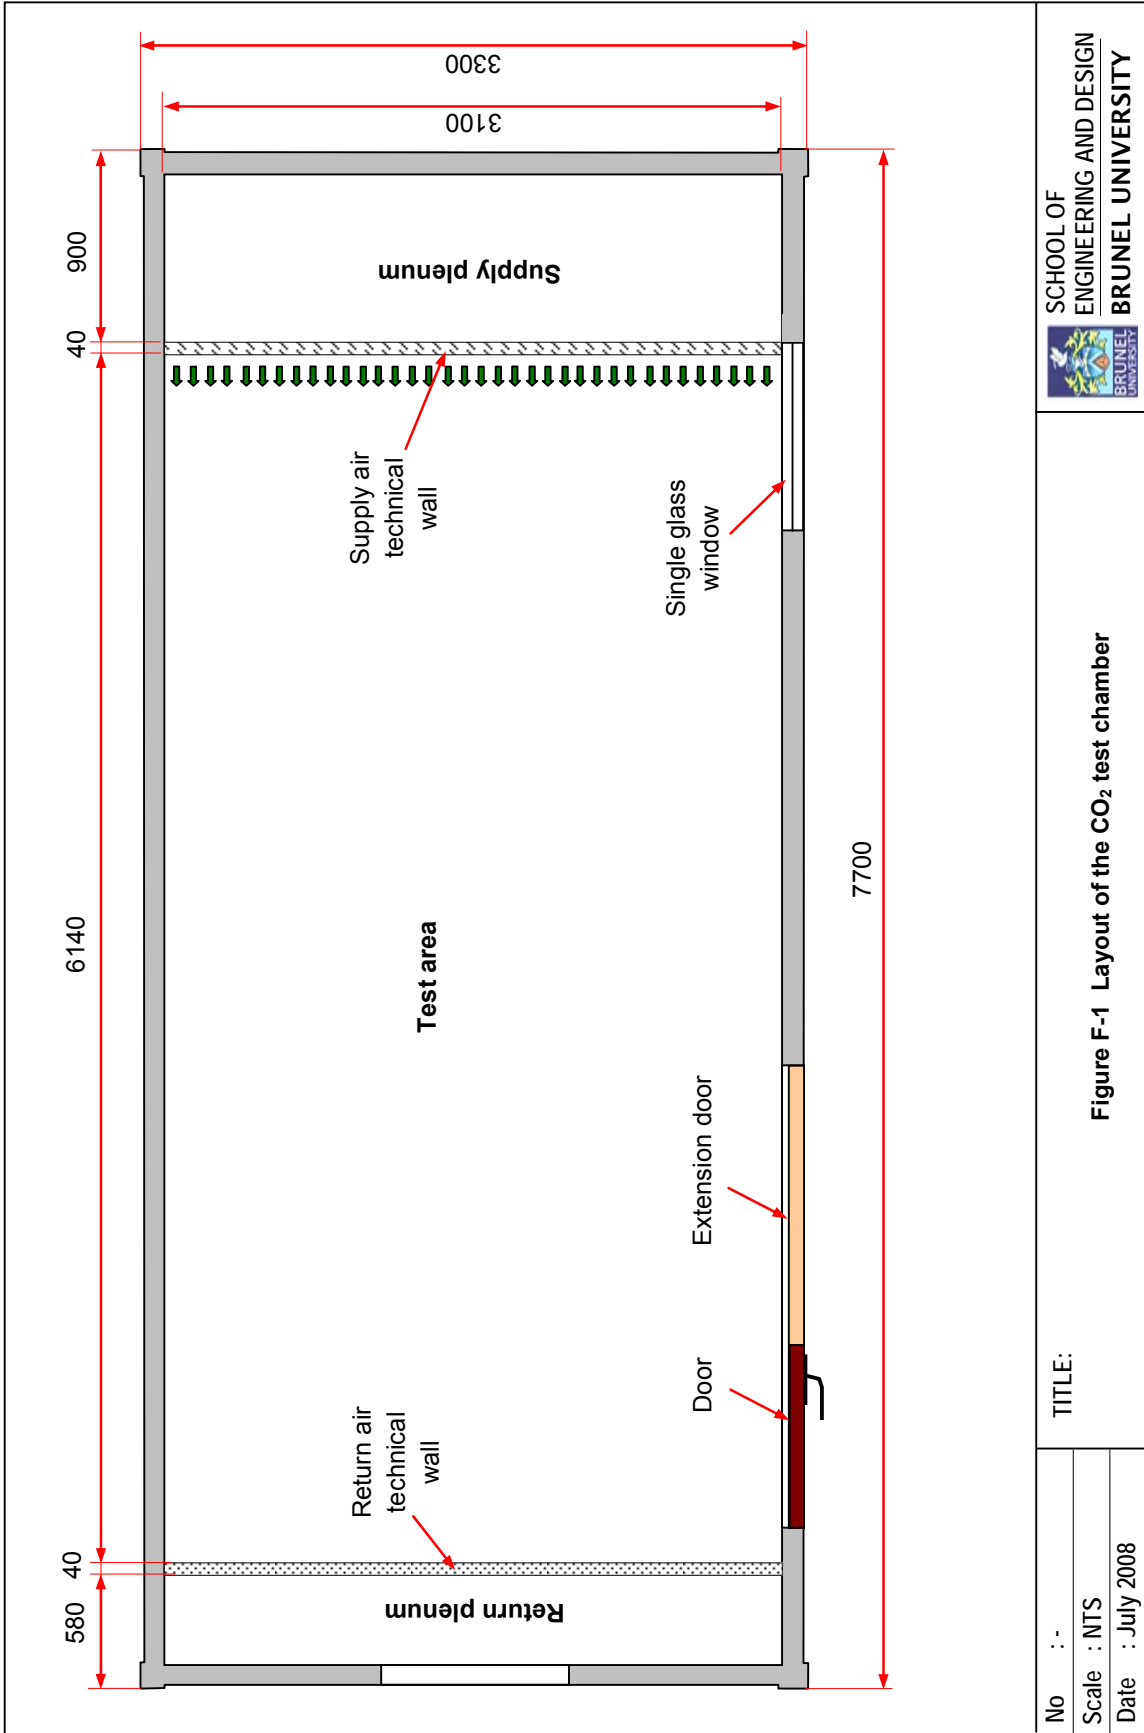 580
40
6140
40
900
3300
3100
Return plenum
Return air
technical
wall
Test area
Supply air
technical
wall
Supply plenum
Door
Extension door
Single glass
window
7700
No : -
Scale : NTS
Date : July 2008
TITLE:
Figure F-1 Layout of the CO₂ test chamber
BRUNEL
UNIVERSITY
SCHOOL OF
ENGINEERING AND DESIGN
BRUNEL UNIVERSITY